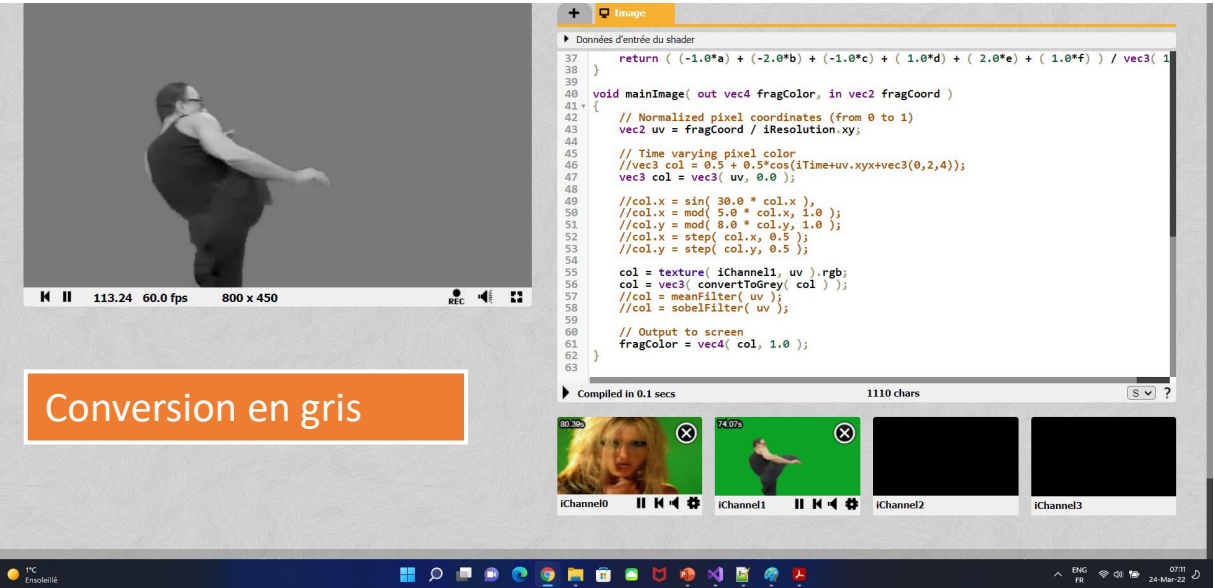 + Image
Données d'entrée du shader
37 return ( (-1.0*a) + (-2.0*b) + (-1.0*c) + ( 1.0*d) + ( 2.0*e) + ( 1.0*f) ) / vec3( 1
38 }
39
40 void mainImage( out vec4 fragColor, in vec2 fragCoord )
41 {
42 // Normalized pixel coordinates (from 0 to 1)
43 vec2 uv = fragCoord / iResolution.xy;
44
45 // Time varying pixel color
46 //vec3 col = 0.5 + 0.5*cos(iTime+uv.xyx+vec3(0,2,4));
47 vec3 col = vec3( uv, 0.0 );
48
49 //col.x = sin( 30.0 * col.x ),
50 //col.x = mod( 5.0 * col.x, 1.0 );
51 //col.y = mod( 8.0 * col.y, 1.0 );
52 //col.x = step( col.x, 0.5 );
53 //col.y = step( col.y, 0.5 );
54
55 col = texture( iChannel1, uv ).rgb;
56 col = vec3( convertToGrey( col ) );
57 //col = meanFilter( uv );
58 //col = sobelFilter( uv );
59
60 // Output to screen
61 fragColor = vec4( col, 1.0 );
62 }
63
113.24 60.0 fps 800 x 450 REC
Compiled in 0.1 secs 1110 chars S ?
Conversion en gris
80.39s 74.07s
iChannel0 iChannel1 iChannel2 iChannel3
1°C
Ensoleillé
ENG
FR
07:11
24-Mar-22